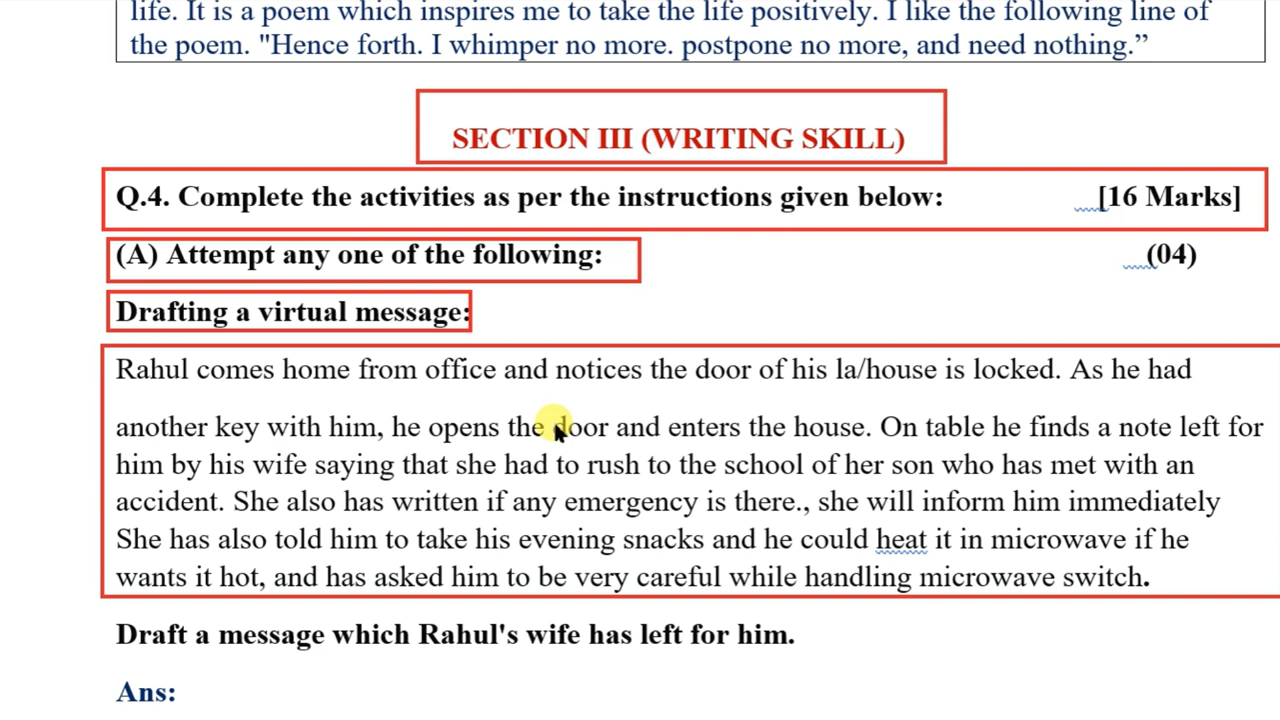 life. It is a poem which inspires me to take the life positively. I like the following line of
the poem. "Hence forth. I whimper no more. postpone no more, and need nothing.”
SECTION III (WRITING SKILL)
Q.4. Complete the activities as per the instructions given below: [16 Marks]
(A) Attempt any one of the following: (04)
Drafting a virtual message:
Rahul comes home from office and notices the door of his la/house is locked. As he had
another key with him, he opens the door and enters the house. On table he finds a note left for
him by his wife saying that she had to rush to the school of her son who has met with an
accident. She also has written if any emergency is there., she will inform him immediately
She has also told him to take his evening snacks and he could heat it in microwave if he
wants it hot, and has asked him to be very careful while handling microwave switch.
Draft a message which Rahul's wife has left for him.
Ans: